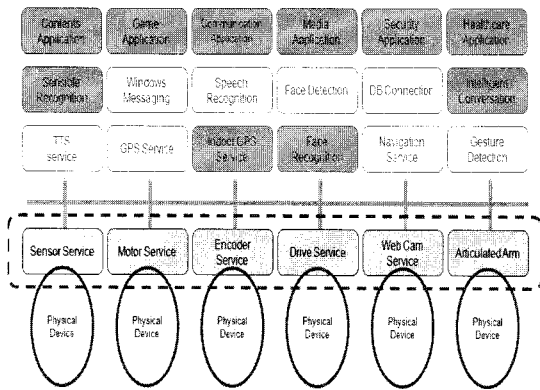 Contents
Application
Game
Application
Communication
Application
Media
Application
Security
Application
Healthcare
Application
Sensible
Recognition
Windows
Messaging
Speech
Recognition
Face Detection
DB Connection
Intelligent
Conversation
TTS
service
GPS Service
Indoor GPS
Service
Face
Recognition
Navigation
Service
Gesture
Detection
Sensor Service
Motor Service
Encoder
Service
Drive Service
Web Cam
Service
Articulated Arm
Physical
Device
Physical
Device
Physical
Device
Physical
Device
Physical
Device
Physical
Device